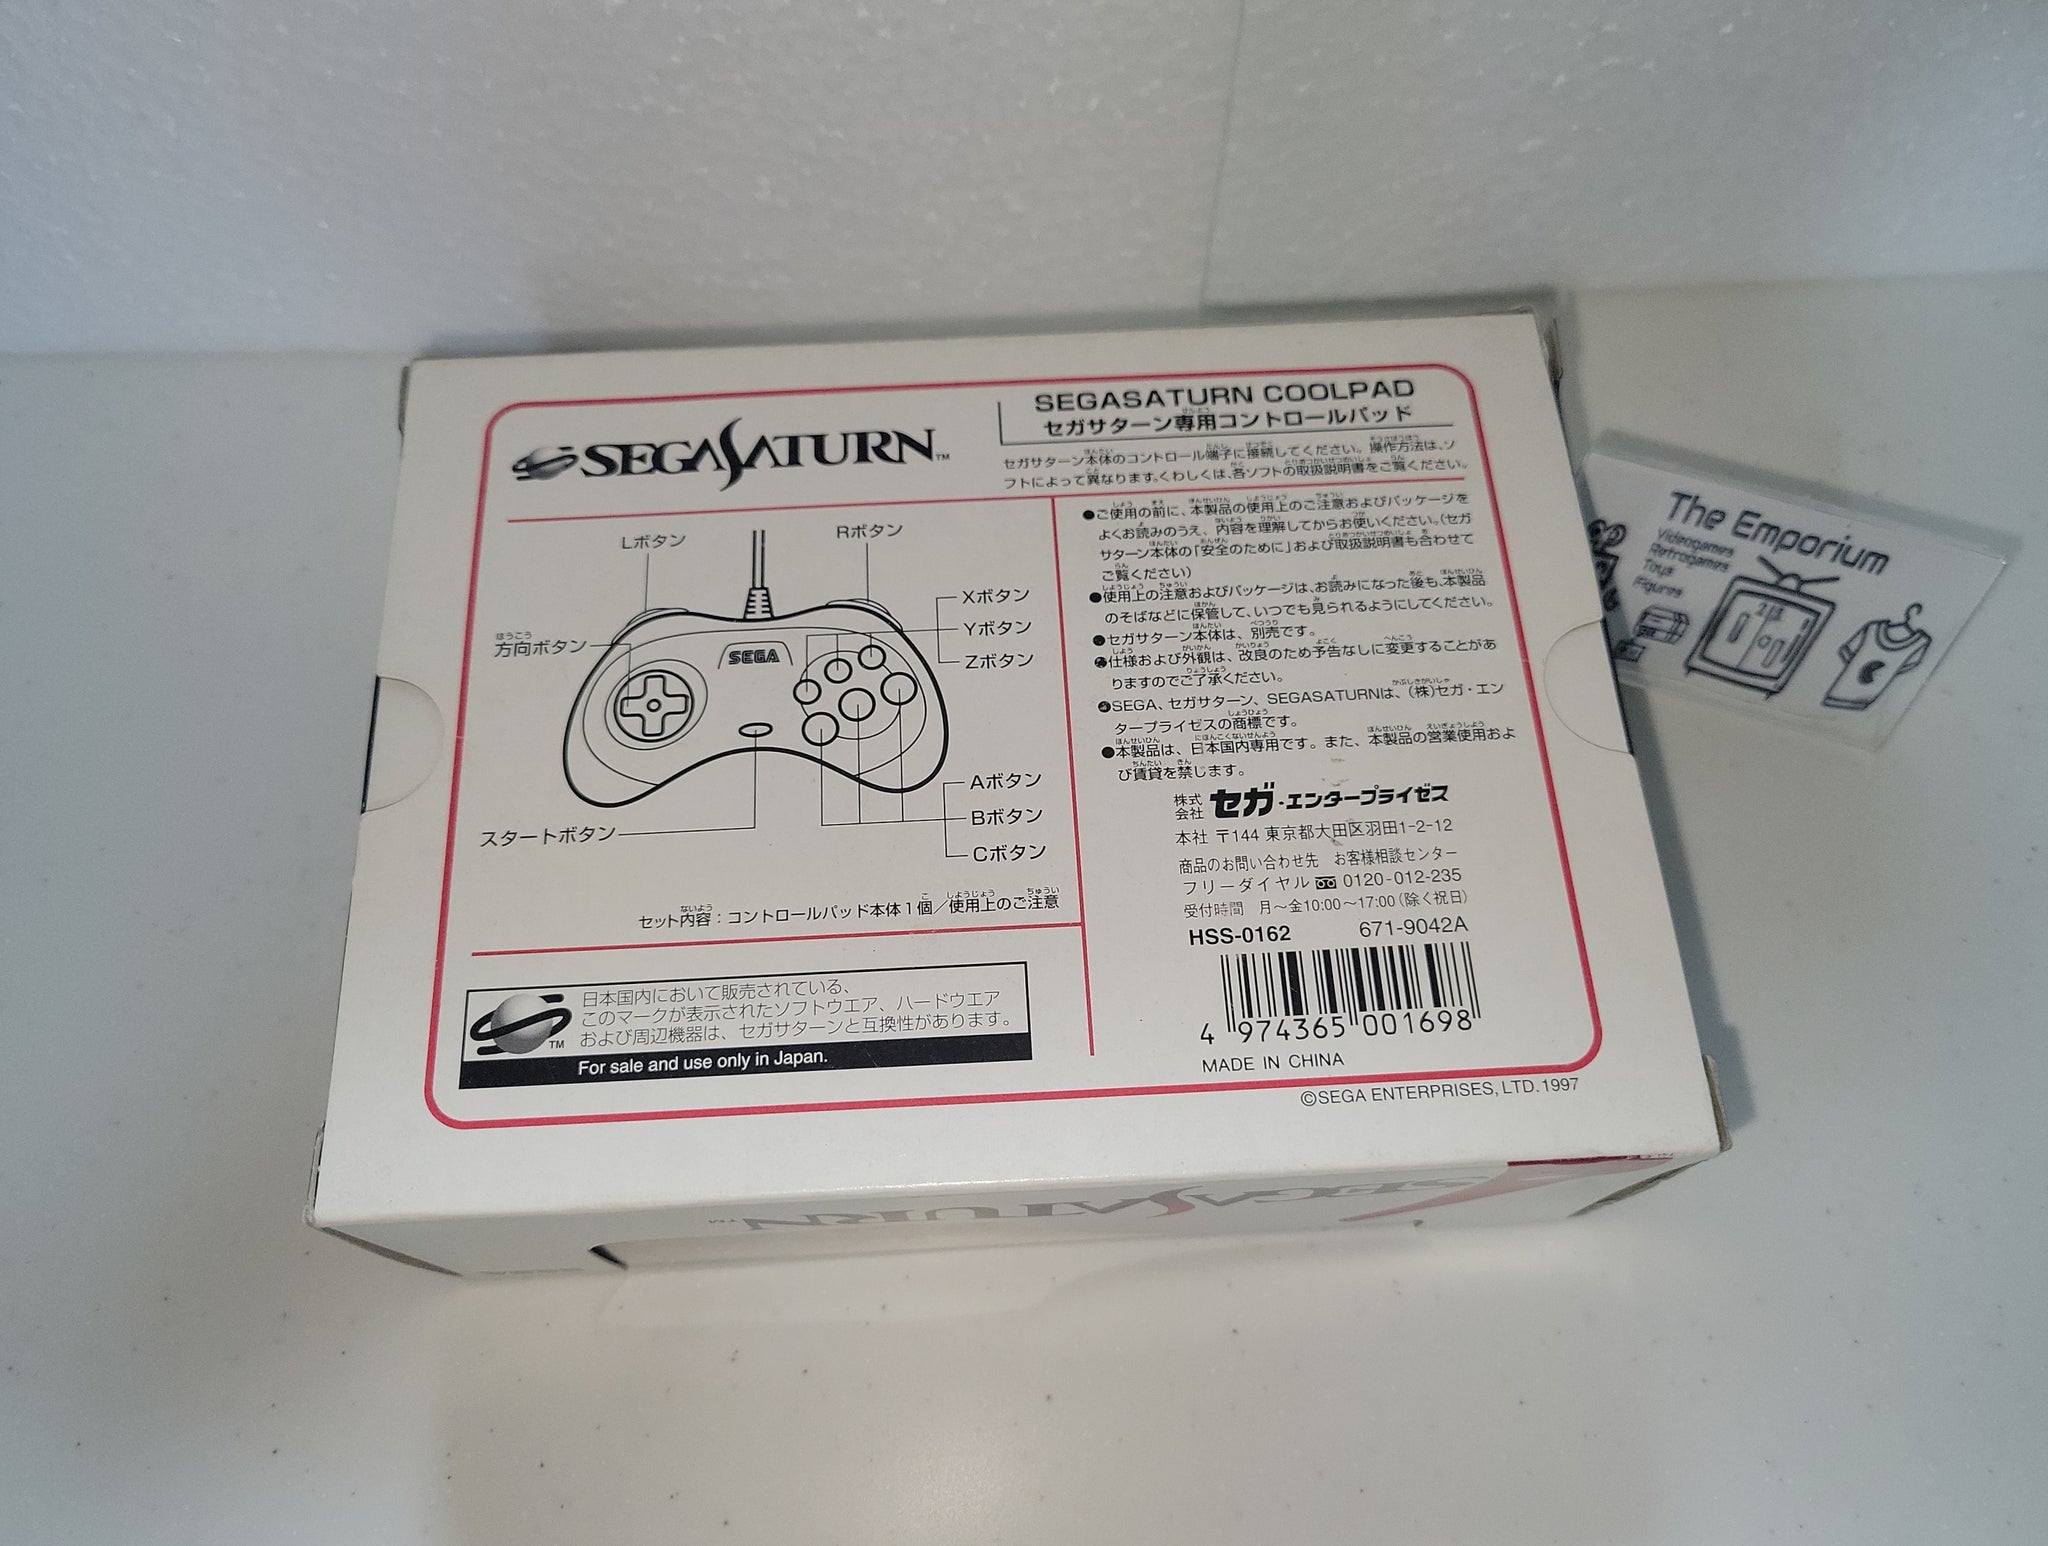 SEGASATURN™
SEGASATURN COOLPAD
セガサターン専用コントロールパッド
セガサターン本体のコントロール端子に接続してください。操作方法は、ソ
フトによって異なります。くわしくは、各ソフトの取扱説明書をご覧ください。
Lボタン
Rボタン
方向ボタン
Xボタン
Yボタン
Zボタン
SEGA
Aボタン
Bボタン
Cボタン
スタートボタン
セット内容：コントロールパッド本体1個／使用上のご注意
●ご使用の前に、本製品の使用上のご注意およびパッケージを
よくお読みのうえ、内容を理解してからお使いください。(セガ
サターン本体の「安全のために」および取扱説明書も合わせて
ご覧ください)
●使用上の注意およびパッケージは、お読みになった後も、本製品
のそばなどに保管して、いつでも見られるようにしてください。
●セガサターン本体は、別売です。
●仕様および外観は、改良のため予告なしに変更することがあ
りますのでご了承ください。
●SEGA、セガサターン、SEGASATURNは、(株)セガ・エン
タープライゼスの商標です。
●本製品は、日本国内専用です。また、本製品の営業使用およ
び賃貸を禁じます。
株式会社 セガ・エンタープライゼス
本社 〒144 東京都大田区羽田1-2-12
商品のお問い合わせ先 お客様相談センター
フリーダイヤル 0120-012-235
受付時間 月〜金10:00〜17:00(除く祝日)
HSS-0162 671-9042A
4 974365 001698
MADE IN CHINA
日本国内において販売されている、
このマークが表示されたソフトウエア、ハードウエア
および周辺機器は、セガサターンと互換性があります。
TM
For sale and use only in Japan.
©SEGA ENTERPRISES, LTD. 1997
SEGASATURN™
The Emporium
Videogames
Retrogames
Toys
Figures